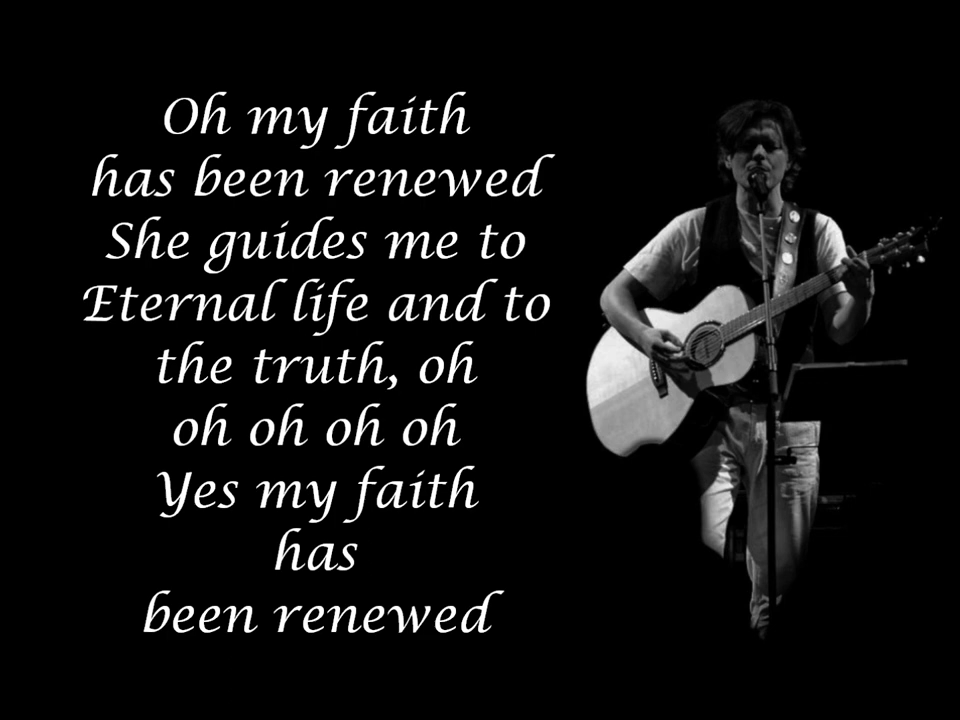 Oh my faith
has been renewed
She guides me to
Eternal life and to
the truth, oh
oh oh oh oh
Yes my faith
has
been renewed